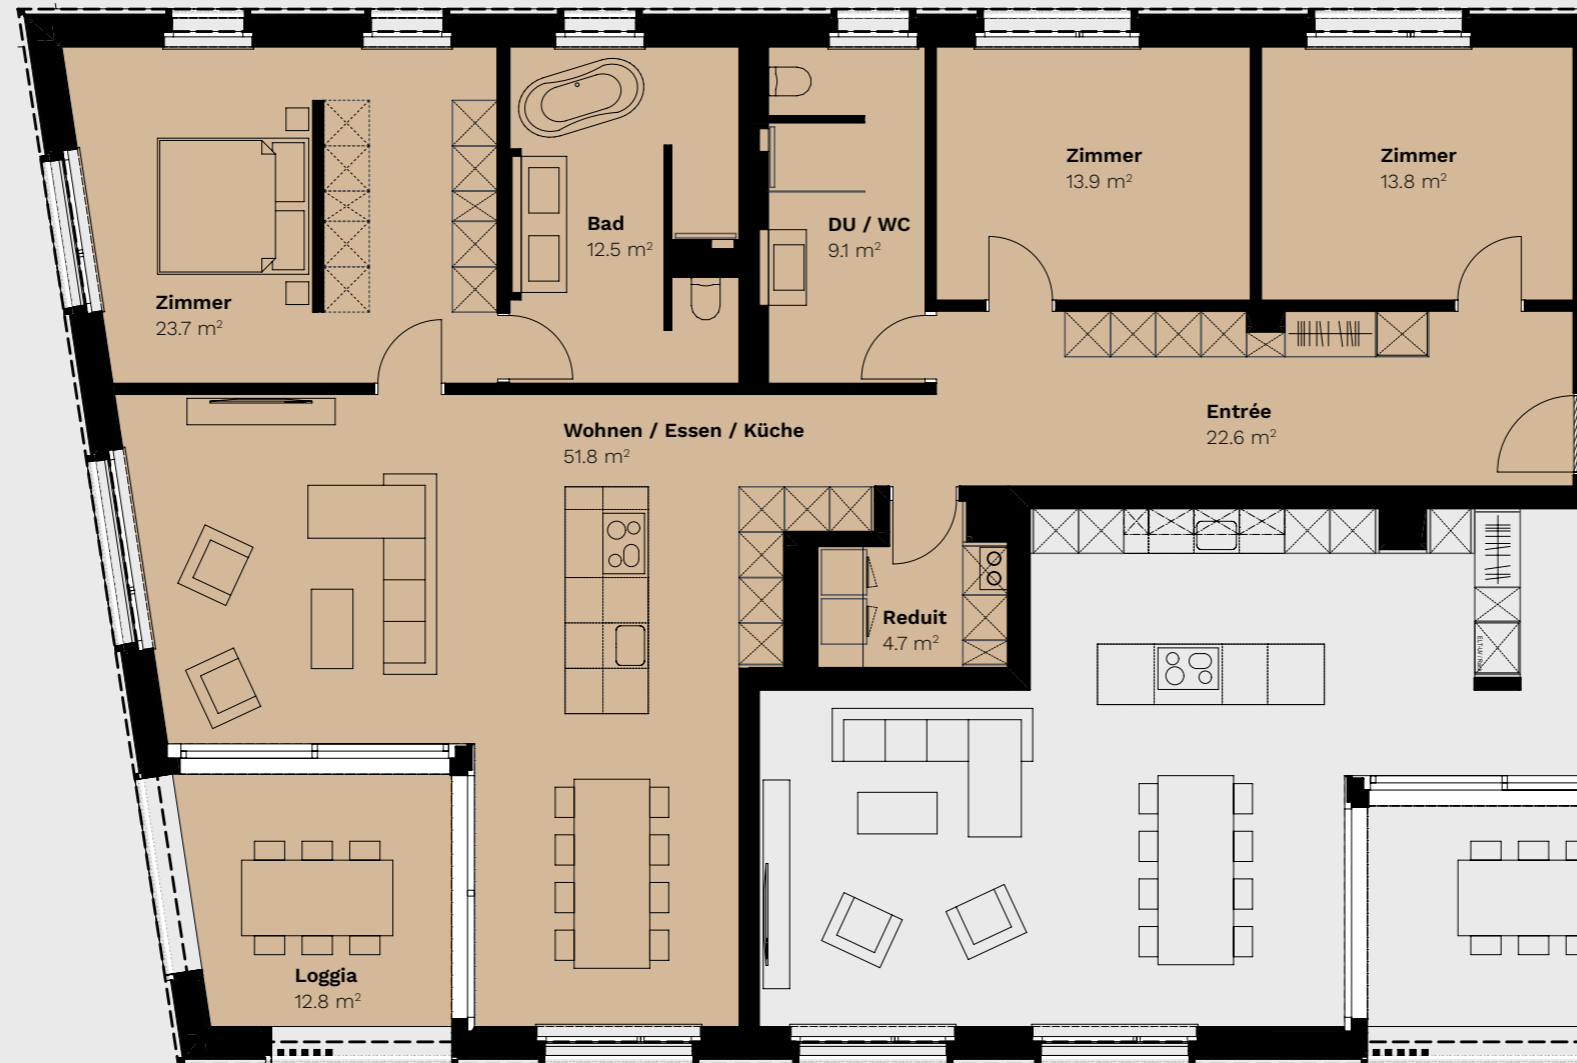 Zimmer
13.9 m²
Zimmer
13.8 m²
Bad
12.5 m²
DU / WC
9.1 m²
Zimmer
23.7 m²
Entrée
22.6 m²
Wohnen / Essen / Küche
51.8 m²
Reduit
4.7 m²
Loggia
12.8 m²